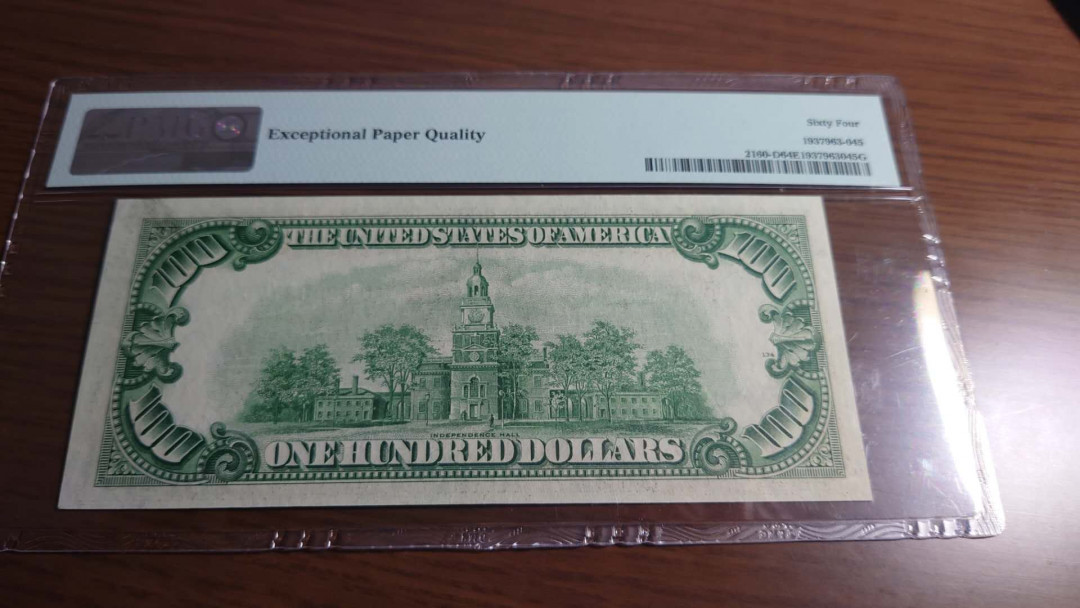 Exceptional Paper Quality
Sixty Four
1937963-045
2160-D64E1937963045G
100
100
THE UNITED STATES OF AMERICA
134
INDEPENDENCE HALL
100
100
ONE HUNDRED DOLLARS